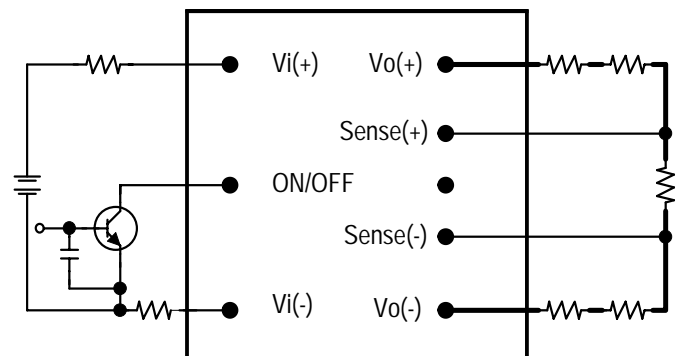 Vi(+) Vo(+)
Sense(+)
ON/OFF
Sense(-)
Vi(-) Vo(-)